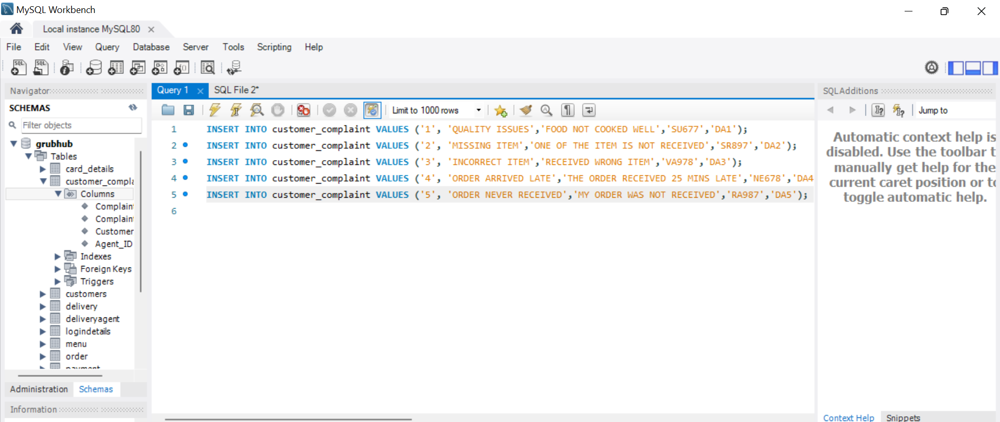 MySQL Workbench
Local instance MySQL80
File Edit View Query Database Server Tools Scripting Help
Navigator
SCHEMAS
Filter objects
grubhub
Tables
card_details
customer_compla
Columns
Complain
Complain
Customer
Agent_ID
Indexes
Foreign Keys
Triggers
customers
delivery
deliveryagent
logindetails
menu
order
payment
Administration Schemas
Information
Query 1 SQL File 2*
Limit to 1000 rows
1 INSERT INTO customer_complaint VALUES ('1', 'QUALITY ISSUES','FOOD NOT COOKED WELL','SU677','DA1');
2 INSERT INTO customer_complaint VALUES ('2', 'MISSING ITEM','ONE OF THE ITEM IS NOT RECEIVED','SR897','DA2');
3 INSERT INTO customer_complaint VALUES ('3', 'INCORRECT ITEM','RECEIVED WRONG ITEM','VA978','DA3');
4 INSERT INTO customer_complaint VALUES ('4', 'ORDER ARRIVED LATE','THE ORDER RECEIVED 25 MINS LATE','NE678','DA4
5 INSERT INTO customer_complaint VALUES ('5', 'ORDER NEVER RECEIVED','MY ORDER WAS NOT RECEIVED','RA987','DA5');
6
SQLAdditions
Jump to
Automatic context help is
disabled. Use the toolbar t
manually get help for the
current caret position or to
toggle automatic help.
Context Help Snippets